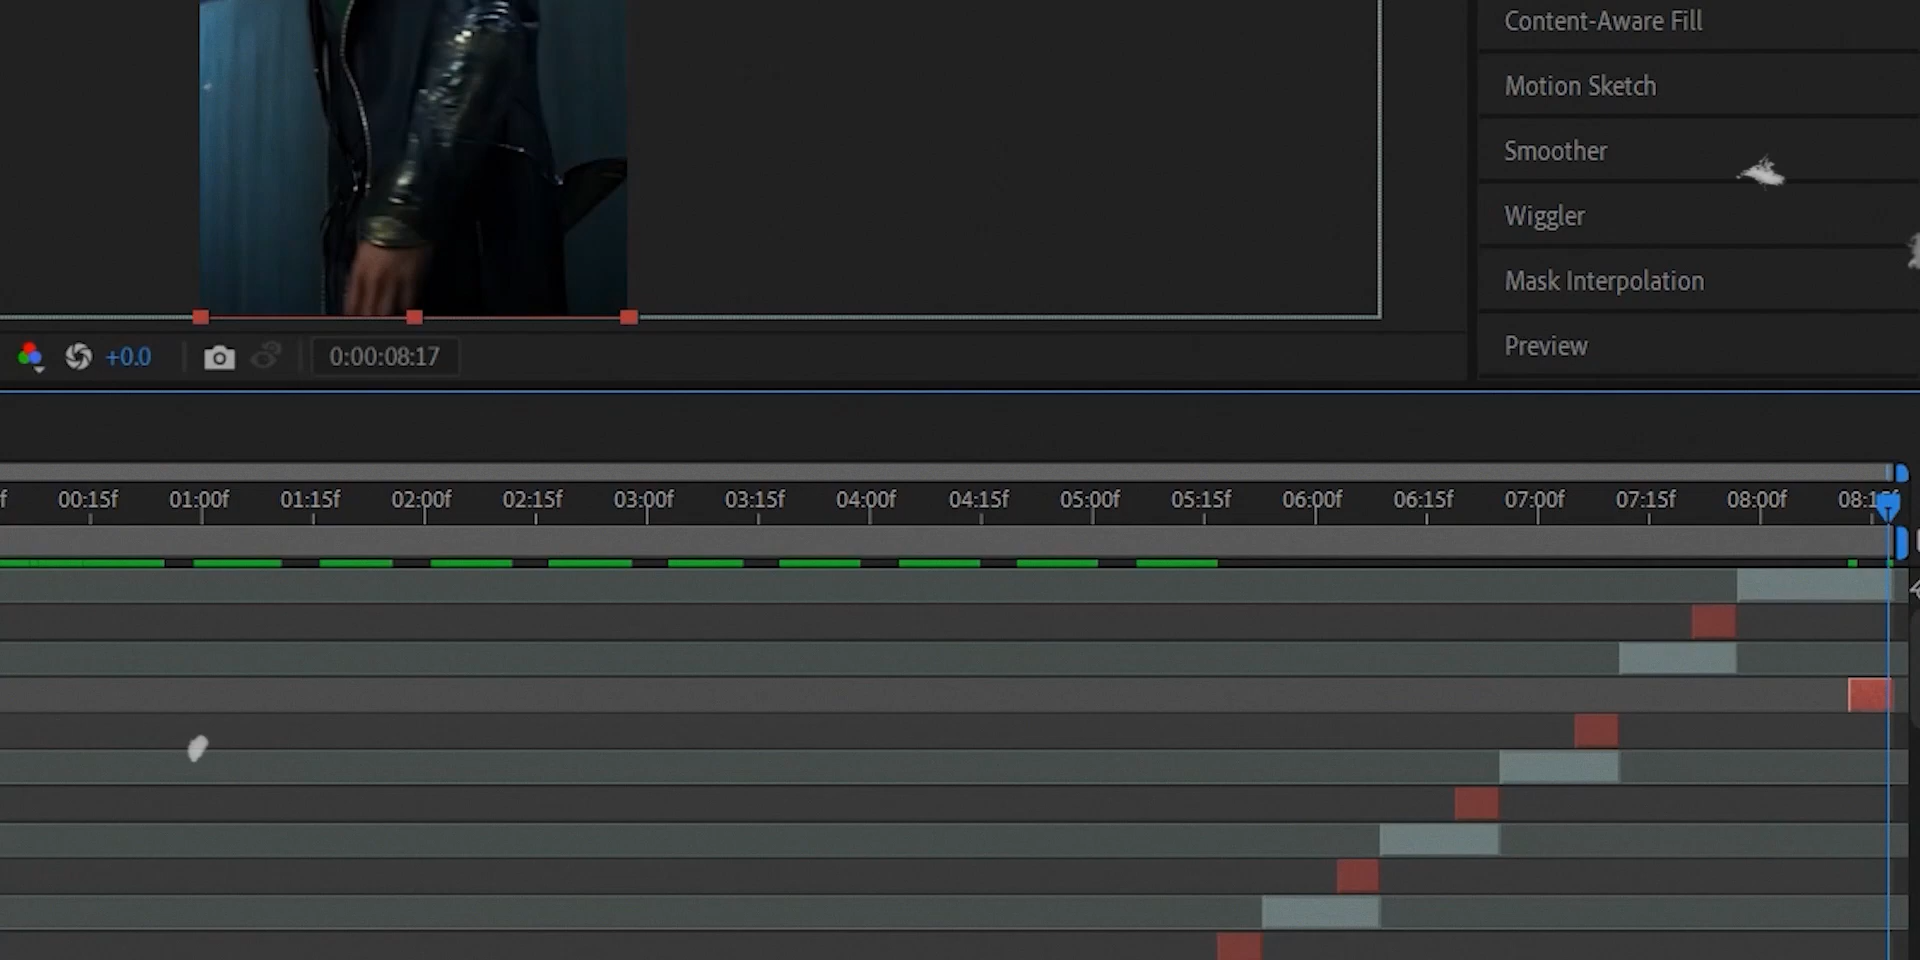 Content-Aware Fill
Motion Sketch
Smoother
Wiggler
Mask Interpolation
Preview
+0.0
0:00:08:17
f 00:15f 01:00f 01:15f 02:00f 02:15f 03:00f 03:15f 04:00f 04:15f 05:00f 05:15f 06:00f 06:15f 07:00f 07:15f 08:00f